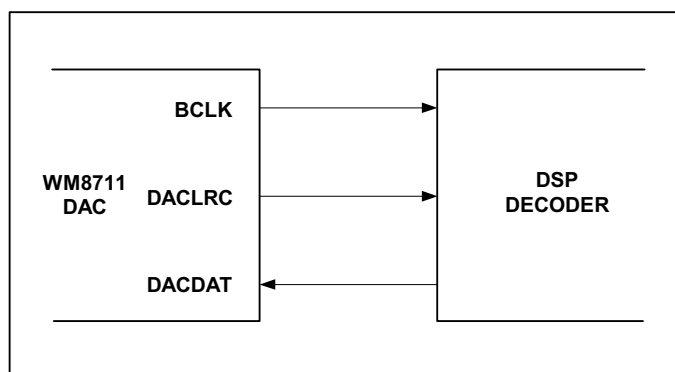 BCLK
WM8711
DAC
DACLRC
DACDAT
DSP
DECODER